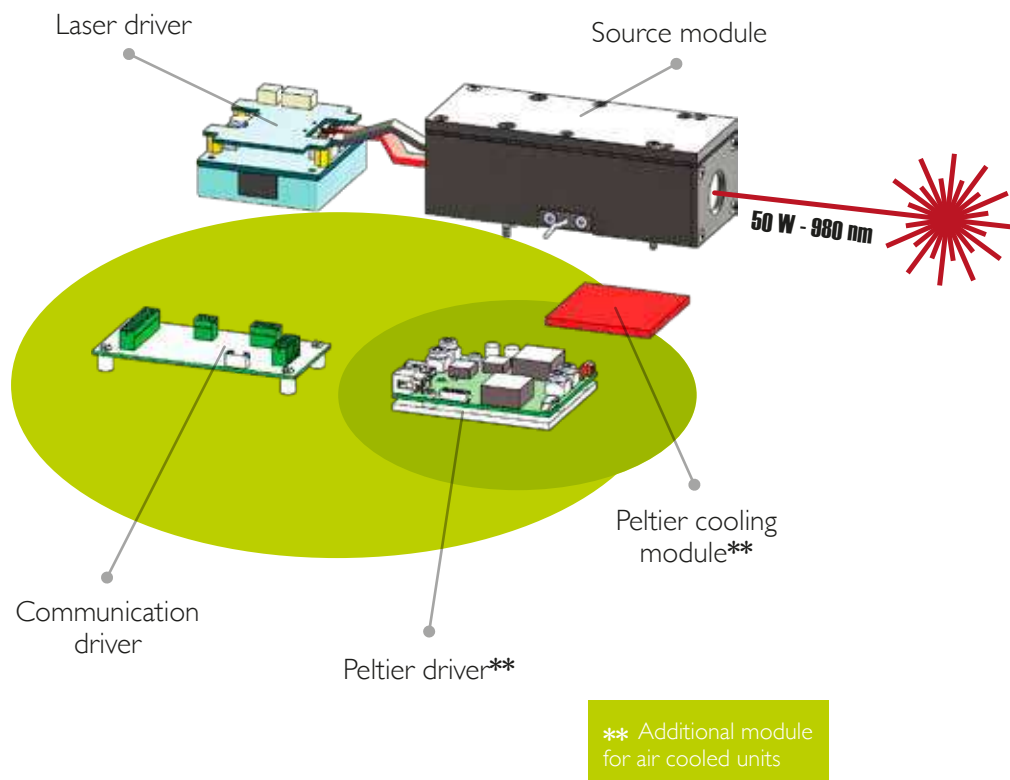 Laser driver
Source module
50 W - 980 nm
Peltier cooling
module**
Communication
driver
Peltier driver**
** Additional module
for air cooled units